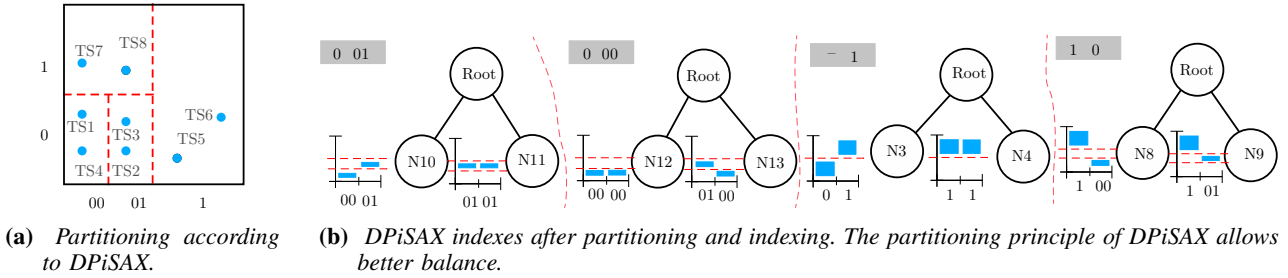 TS7
TS8
1
TS6
0
TS1
TS3
TS5
TS4
TS2
00
01
1
(a) Partitioning according
to DPiSAX.
0 01
Root
N10
N11
00 01
01 01
0 00
Root
N12
N13
00 00
01 00
– 1
Root
N3
N4
0 1
1 1
1 0
Root
N8
N9
1 00
1 01
(b) DPiSAX indexes after partitioning and indexing. The partitioning principle of DPiSAX allows
better balance.